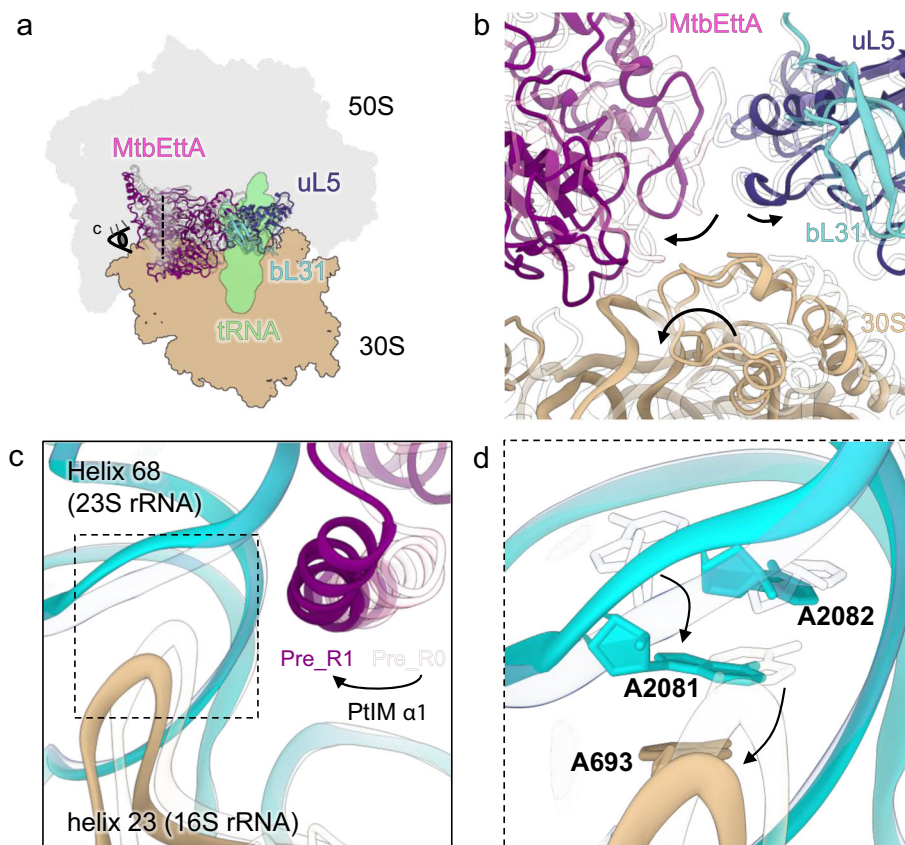 a
50S
MtbEttA
uL5
c
bL31
tRNA
30S
b
MtbEttA
uL5
bL31
30S
c
Helix 68
(23S rRNA)
Pre_R1 Pre_R0
PtIM α1
helix 23 (16S rRNA)
d
A2082
A2081
A693